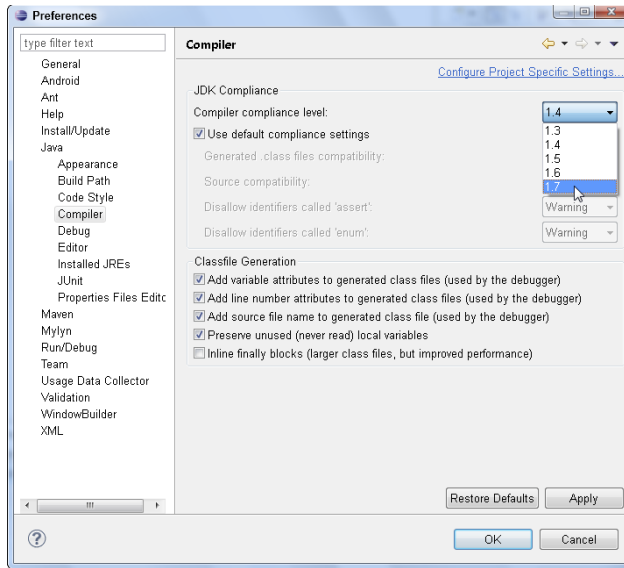 Preferences
type filter text
General
Android
Ant
Help
Install/Update
Java
Appearance
Build Path
Code Style
Compiler
Debug
Editor
Installed JREs
JUnit
Properties Files Editc
Maven
Mylyn
Run/Debug
Team
Usage Data Collector
Validation
WindowBuilder
XML
Compiler
Configure Project Specific Settings...
JDK Compliance
Compiler compliance level: 1.4
1.3
1.4
1.5
1.6
1.7
Use default compliance settings
Generated .class files compatibility:
Source compatibility:
Disallow identifiers called 'assert': Warning
Disallow identifiers called 'enum': Warning
Classfile Generation
Add variable attributes to generated class files (used by the debugger)
Add line number attributes to generated class files (used by the debugger)
Add source file name to generated class file (used by the debugger)
Preserve unused (never read) local variables
Inline finally blocks (larger class files, but improved performance)
Restore Defaults Apply
? OK Cancel